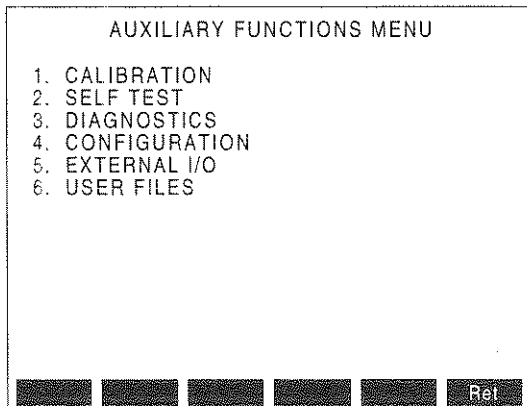 AUXILIARY FUNCTIONS MENU
1. CALIBRATION
2. SELF TEST
3. DIAGNOSTICS
4. CONFIGURATION
5. EXTERNAL I/O
6. USER FILES
Ret